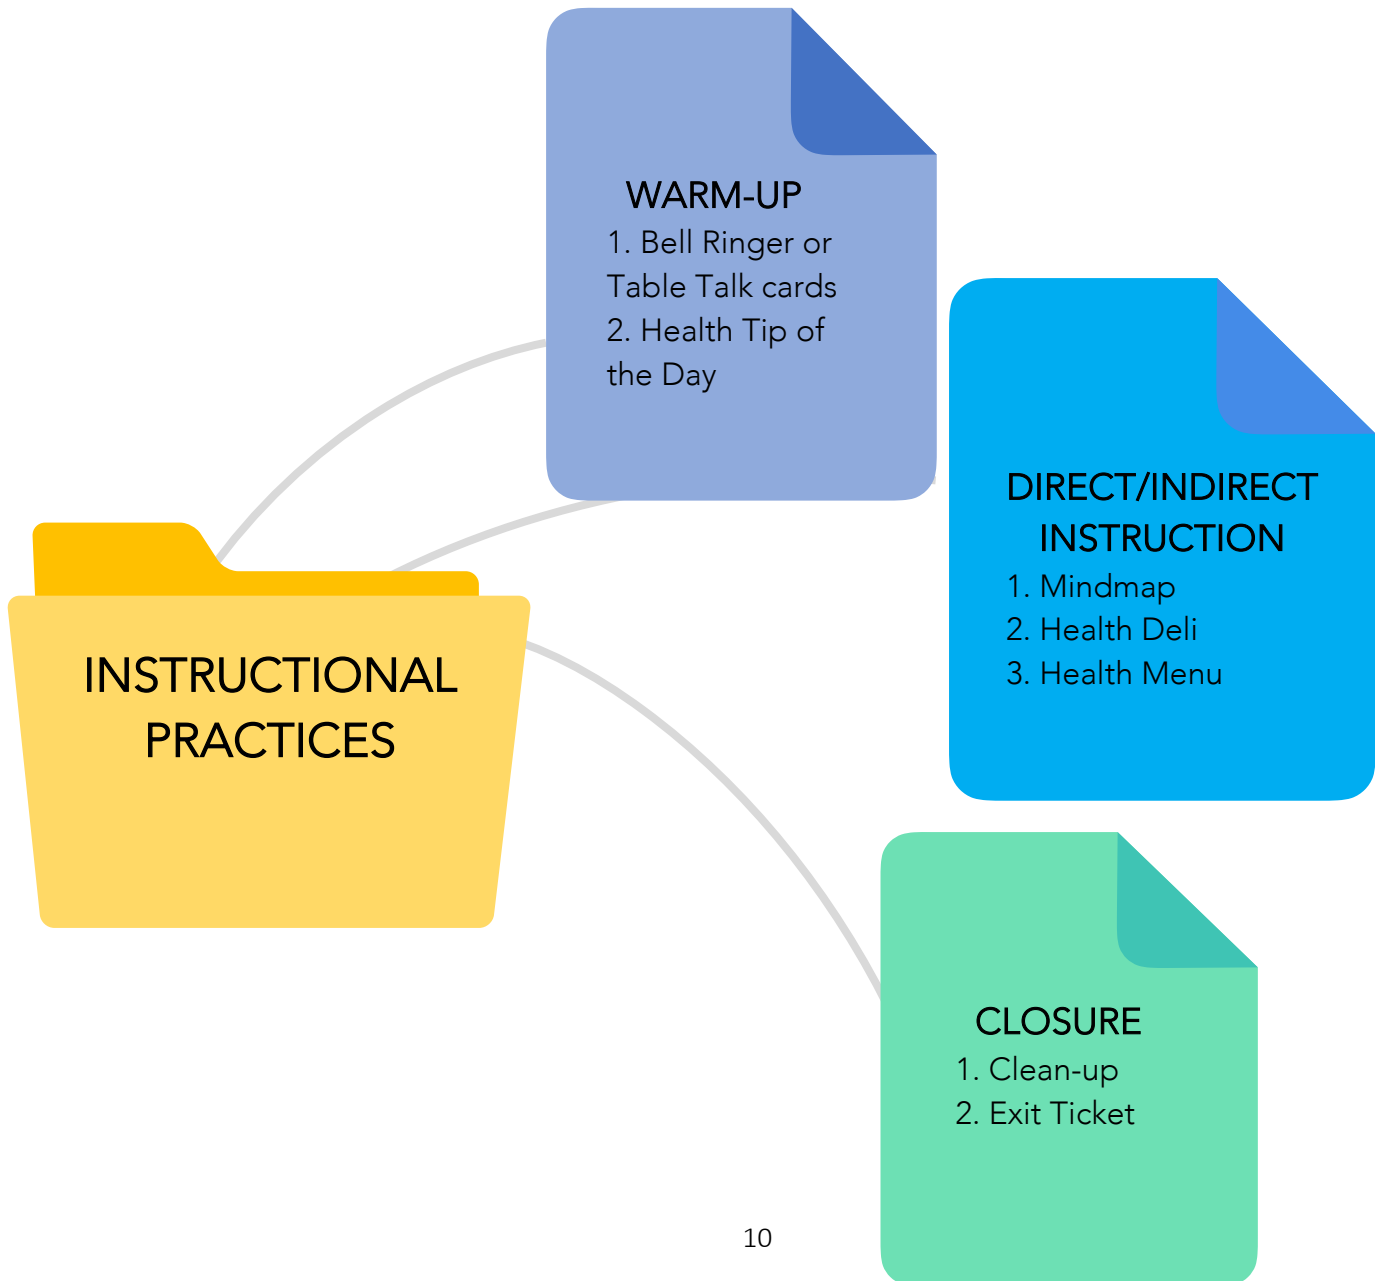 WARM-UP
1. Bell Ringer or
Table Talk cards
2. Health Tip of
the Day
DIRECT/INDIRECT
INSTRUCTION
1. Mindmap
2. Health Deli
3. Health Menu
INSTRUCTIONAL
PRACTICES
CLOSURE
1. Clean-up
2. Exit Ticket
10